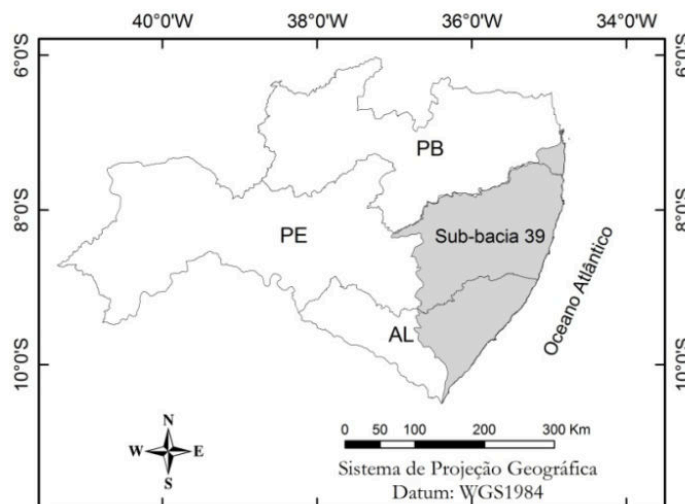 40°0'W 38°0'W 36°0'W 34°0'W
6°0'S 6°0'S
PB
8°0'S 8°0'S
Sub-bacia 39
PE
Oceano Atlântico
AL
10°0'S 10°0'S
N
W E
S
0 50 100 200 300 Km
Sistema de Projeção Geográfica
Datum: WGS1984